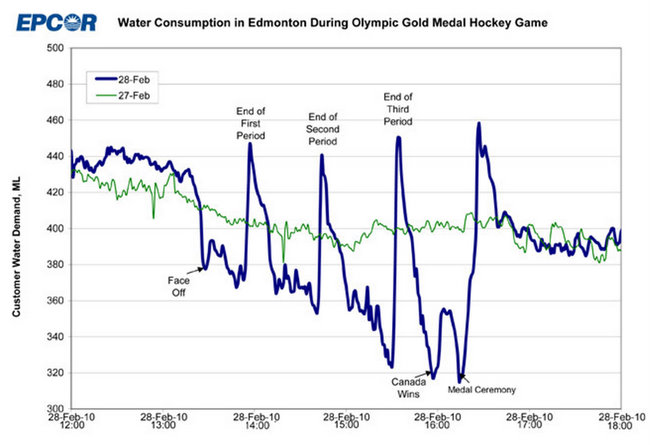 EPCOR
Water Consumption in Edmonton During Olympic Gold Medal Hockey Game
Customer Water Demand, ML
500
480
460
440
420
400
380
360
340
320
300
28-Feb
27-Feb
End of
First
Period
End of
Second
Period
End of
Third
Period
Face
Off
Canada
Wins
Medal Ceremony
28-Feb-10
12:00
28-Feb-10
13:00
28-Feb-10
14:00
28-Feb-10
15:00
28-Feb-10
16:00
28-Feb-10
17:00
28-Feb-10
18:00